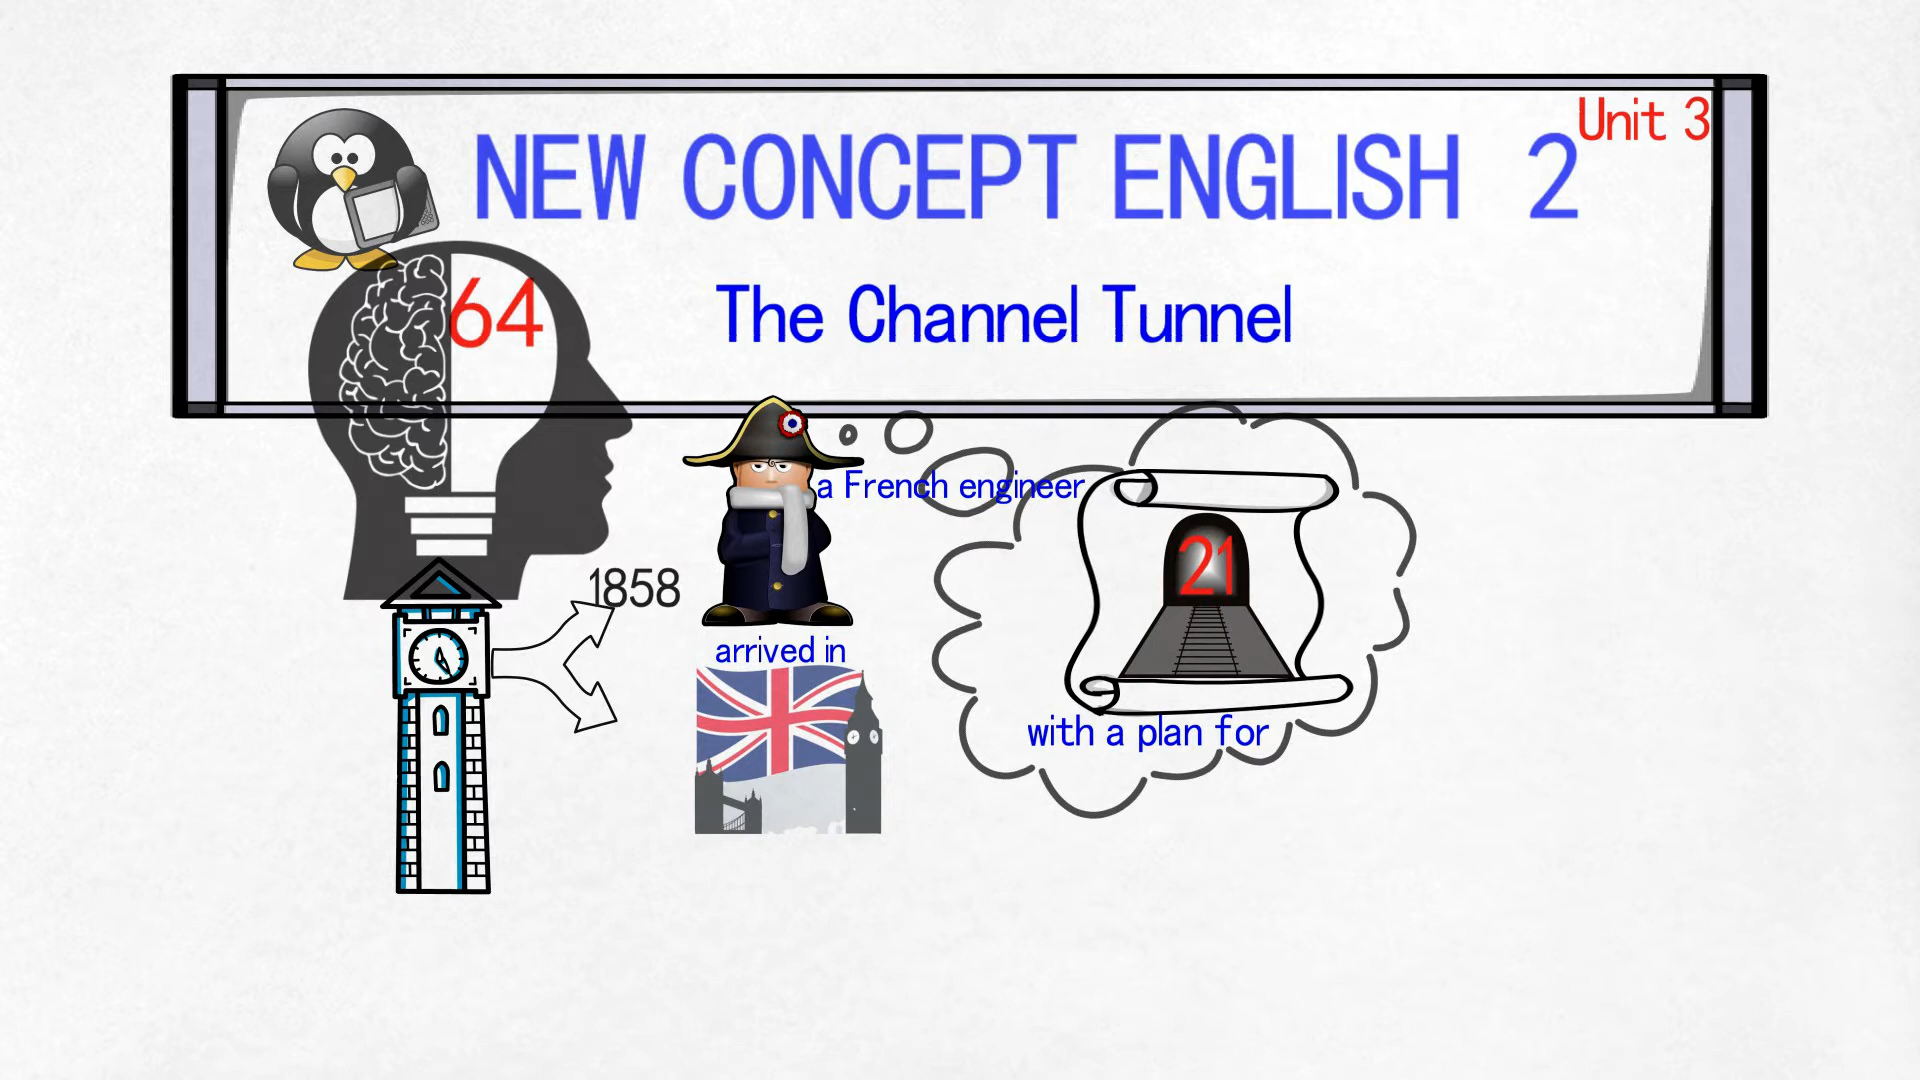 Unit 3
NEW CONCEPT ENGLISH 2
64
The Channel Tunnel
a French engineer
21
1858
arrived in
with a plan for